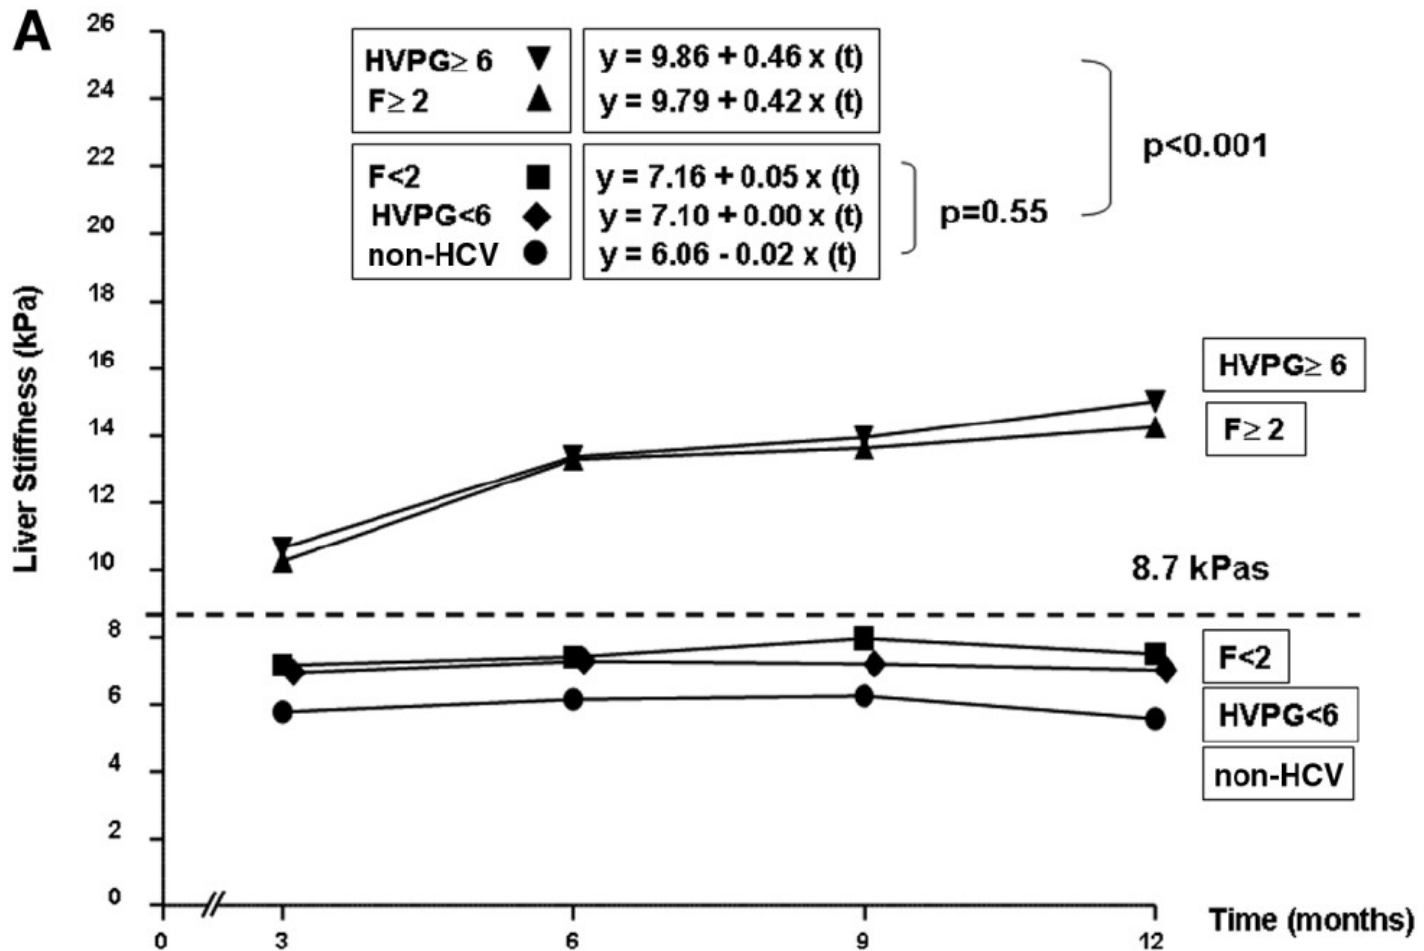 A
26
24
22
20
18
16
14
12
10
8
6
4
2
0
Liver Stiffness (kPa)
HVPG≥ 6 y = 9.86 + 0.46 x (t)
F≥ 2 y = 9.79 + 0.42 x (t)
F<2 y = 7.16 + 0.05 x (t)
HVPG<6 y = 7.10 + 0.00 x (t)
non-HCV y = 6.06 - 0.02 x (t)
p=0.55
p<0.001
HVPG≥ 6
F≥ 2
8.7 kPas
F<2
HVPG<6
non-HCV
0 3 6 9 12
Time (months)